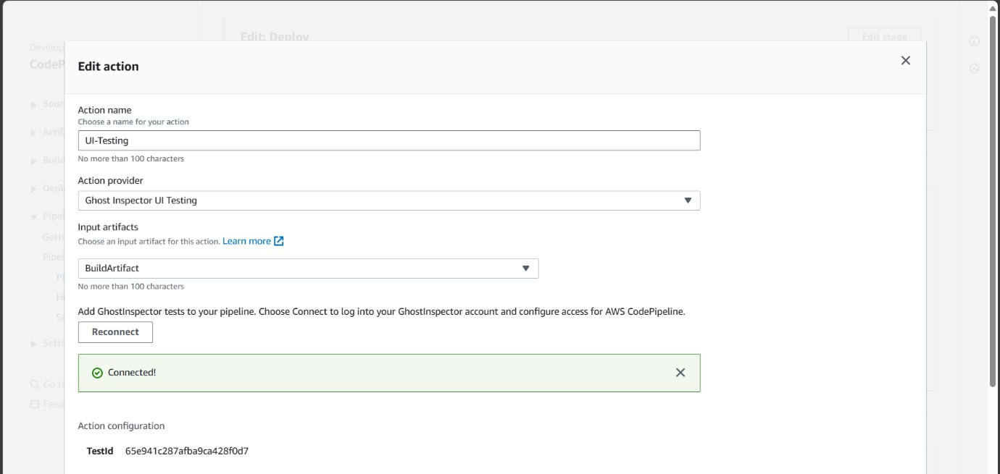 Edit: Deploy
Edit stage
Develop
CodeP
Edit action
Sour
Artif
Build
Depl
Pipel
Getti
Pipel
Pi
Hi
Se
Setti
Go to
Feed
Action name
Choose a name for your action
UI-Testing
No more than 100 characters
Action provider
Ghost Inspector UI Testing
Input artifacts
Choose an input artifact for this action. Learn more
BuildArtifact
No more than 100 characters
Add GhostInspector tests to your pipeline. Choose Connect to log into your GhostInspector account and configure access for AWS CodePipeline.
Reconnect
Connected!
Action configuration
TestId 65e941c287afba9ca428f0d7